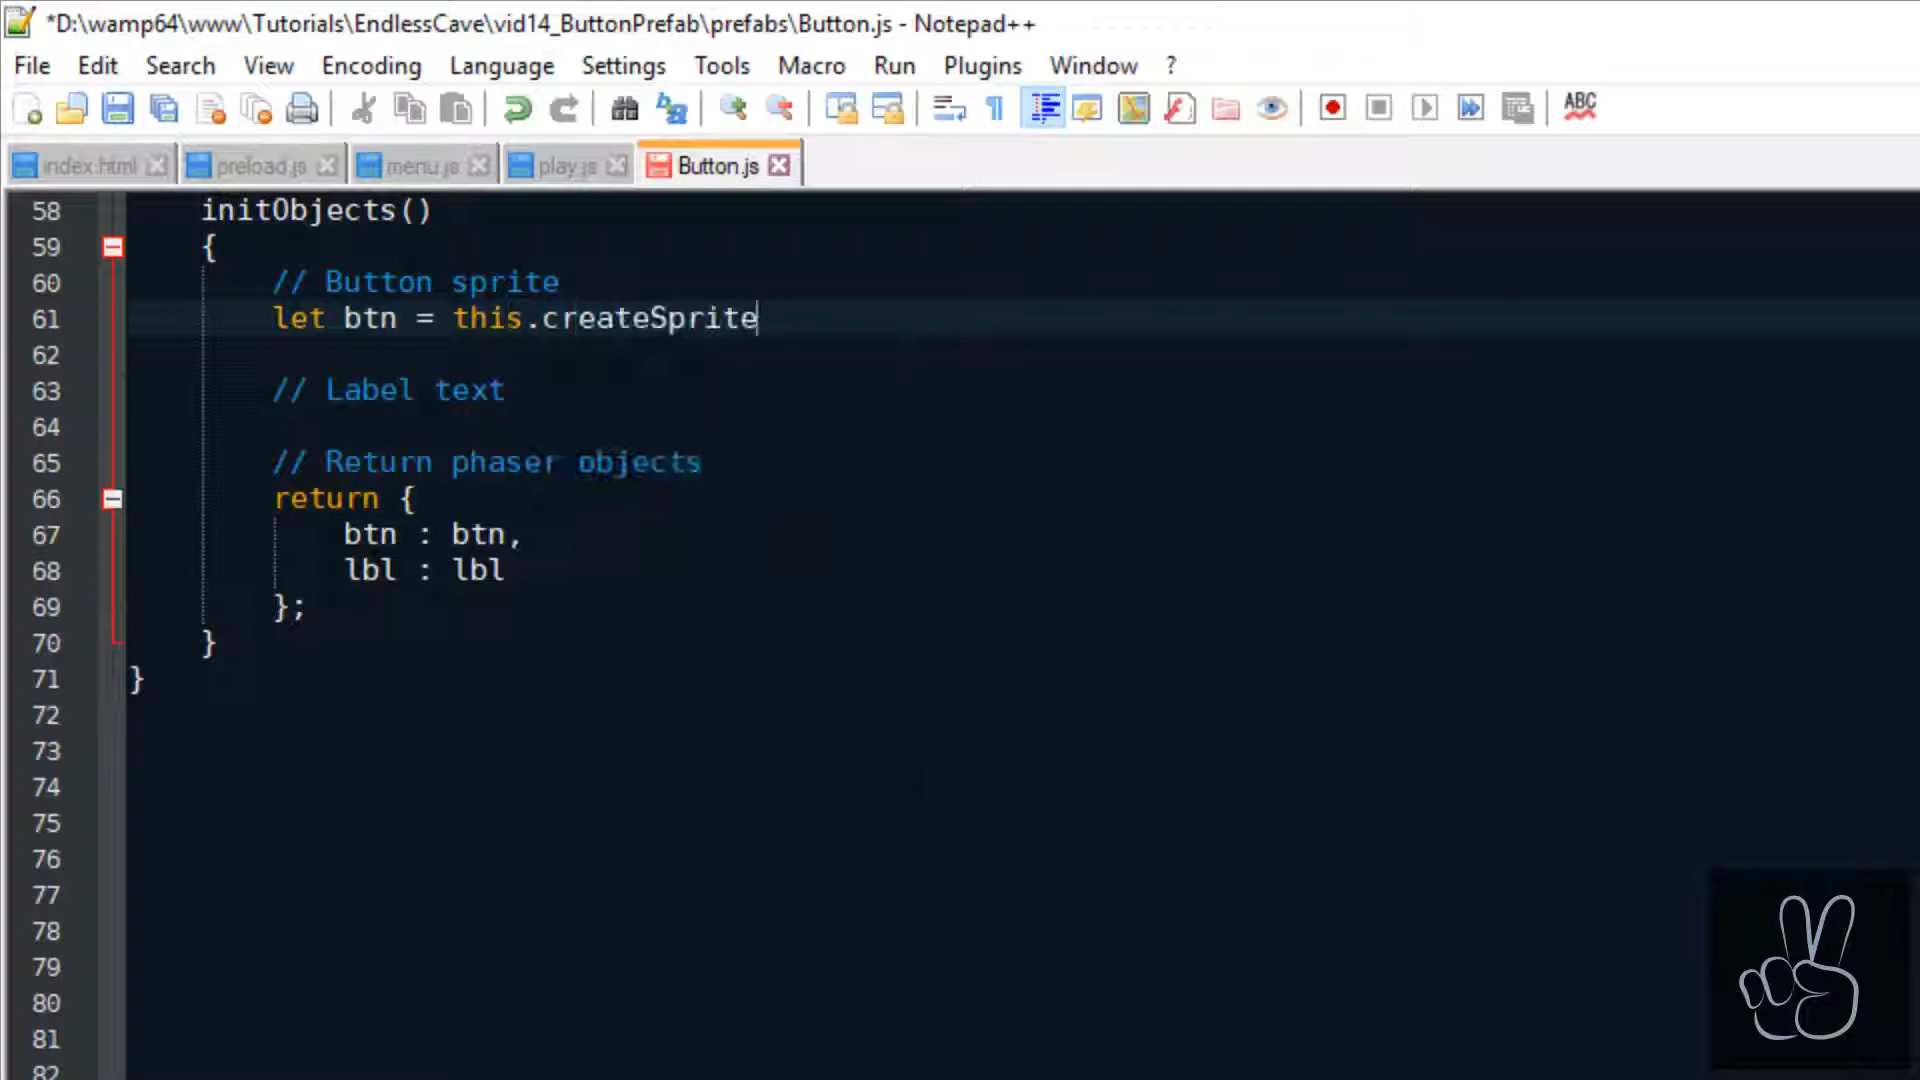 *D:\wamp64\www\Tutorials\EndlessCave\vid14_ButtonPrefab\prefabs\Button.js - Notepad++
File Edit Search View Encoding Language Settings Tools Macro Run Plugins Window ?
ABC
index.html preload.js menu.js play.js Button.js
58 initObjects()
59 {
60 // Button sprite
61 let btn = this.createSprite
62
63 // Label text
64
65 // Return phaser objects
66 return {
67 btn : btn,
68 lbl : lbl
69 };
70 }
71 }
72
73
74
75
76
77
78
79
80
81
82